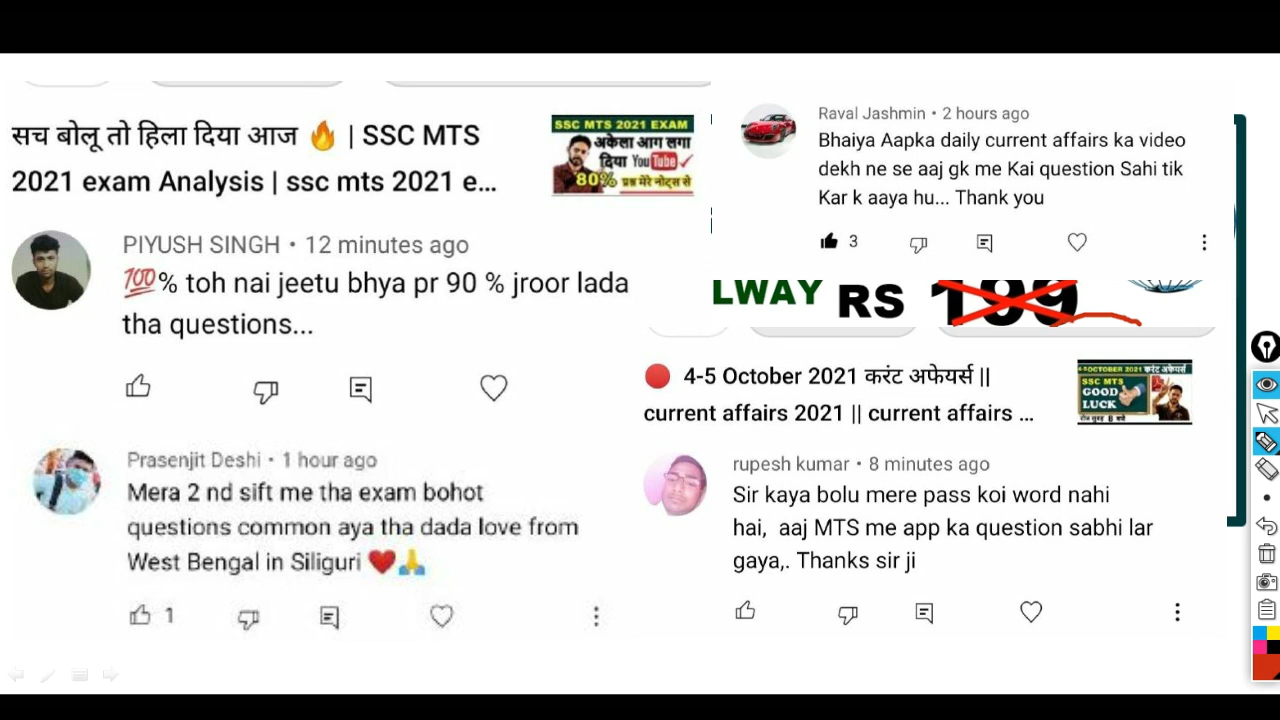 सच बोलू तो हिला दिया आज 🔥 | SSC MTS
2021 exam Analysis | ssc mts 2021 e...
SSC MTS 2021 EXAM
अकेला आग लगा
दिया YouTube
80% प्रश्न मेरे नोट्स से
PIYUSH SINGH • 12 minutes ago
💯% toh nai jeetu bhya pr 90 % jroor lada
tha questions...
Prasenjit Deshi • 1 hour ago
Mera 2 nd sift me tha exam bohot
questions common aya tha dada love from
West Bengal in Siliguri ❤️🙏
1
Raval Jashmin • 2 hours ago
Bhaiya Aapka daily current affairs ka video
dekh ne se aaj gk me Kai question Sahi tik
Kar k aaya hu... Thank you
3
LWAY RS 199
🔴 4-5 October 2021 करंट अफेयर्स ||
current affairs 2021 || current affairs ...
4-5 OCTOBER 2021 करंट अफेयर्स
SSC MTS
GOOD
LUCK
रोज सुबह 8 बजे
rupesh kumar • 8 minutes ago
Sir kaya bolu mere pass koi word nahi
hai, aaj MTS me app ka question sabhi lar
gaya,. Thanks sir ji